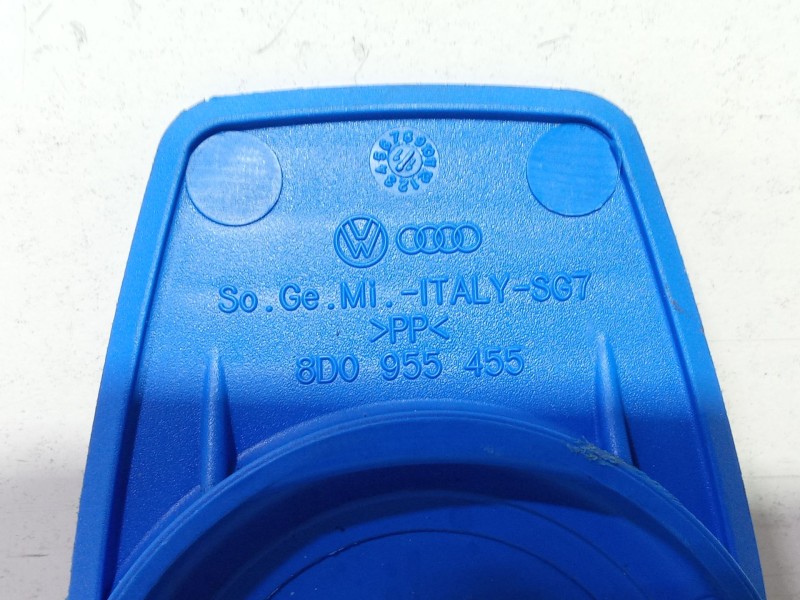 So.Ge.MI.-ITALY-SG7
>PP<
8D0 955 455